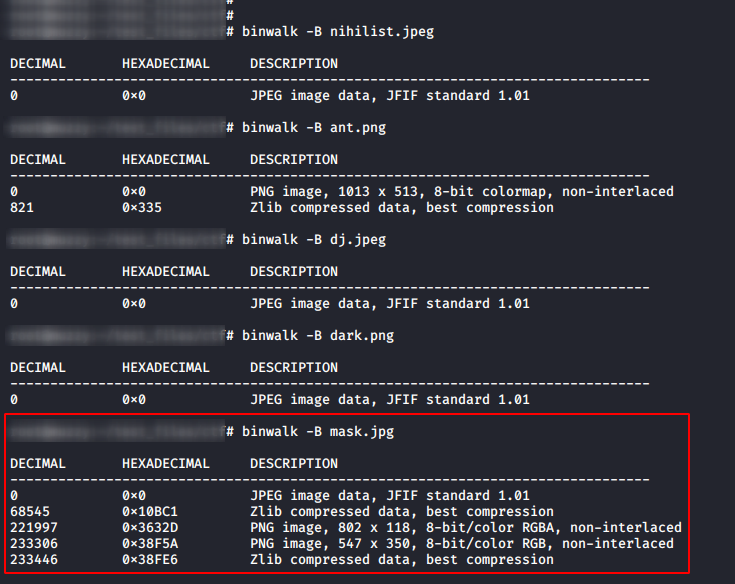 #
#
# binwalk -B nihilist.jpeg
DECIMAL HEXADECIMAL DESCRIPTION
--------------------------------------------------------------------------------
0 0×0 JPEG image data, JFIF standard 1.01
# binwalk -B ant.png
DECIMAL HEXADECIMAL DESCRIPTION
--------------------------------------------------------------------------------
0 0×0 PNG image, 1013 x 513, 8-bit colormap, non-interlaced
821 0×335 Zlib compressed data, best compression
# binwalk -B dj.jpeg
DECIMAL HEXADECIMAL DESCRIPTION
--------------------------------------------------------------------------------
0 0×0 JPEG image data, JFIF standard 1.01
# binwalk -B dark.png
DECIMAL HEXADECIMAL DESCRIPTION
--------------------------------------------------------------------------------
0 0×0 JPEG image data, JFIF standard 1.01
# binwalk -B mask.jpg
DECIMAL HEXADECIMAL DESCRIPTION
--------------------------------------------------------------------------------
0 0×0 JPEG image data, JFIF standard 1.01
68545 0×10BC1 Zlib compressed data, best compression
221997 0×3632D PNG image, 802 x 118, 8-bit/color RGBA, non-interlaced
233306 0×38F5A PNG image, 547 x 350, 8-bit/color RGB, non-interlaced
233446 0×38FE6 Zlib compressed data, best compression